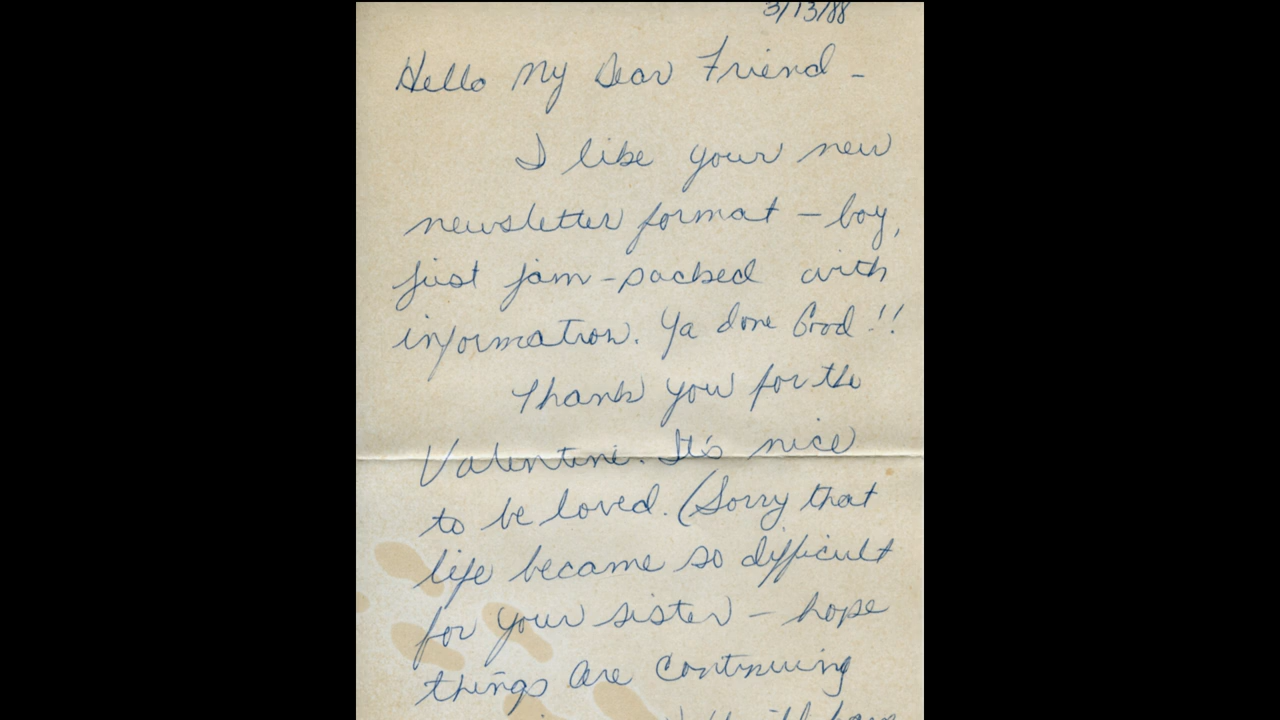 3/13/88
Hello My Dear Friend -
I like your new
newsletter format - boy,
just jam-packed with
information. Ya done Good!!
Thank you for the
Valentine. It's nice
to be loved. (Sorry that
life became so difficult
for your sister - hope
things are continuing